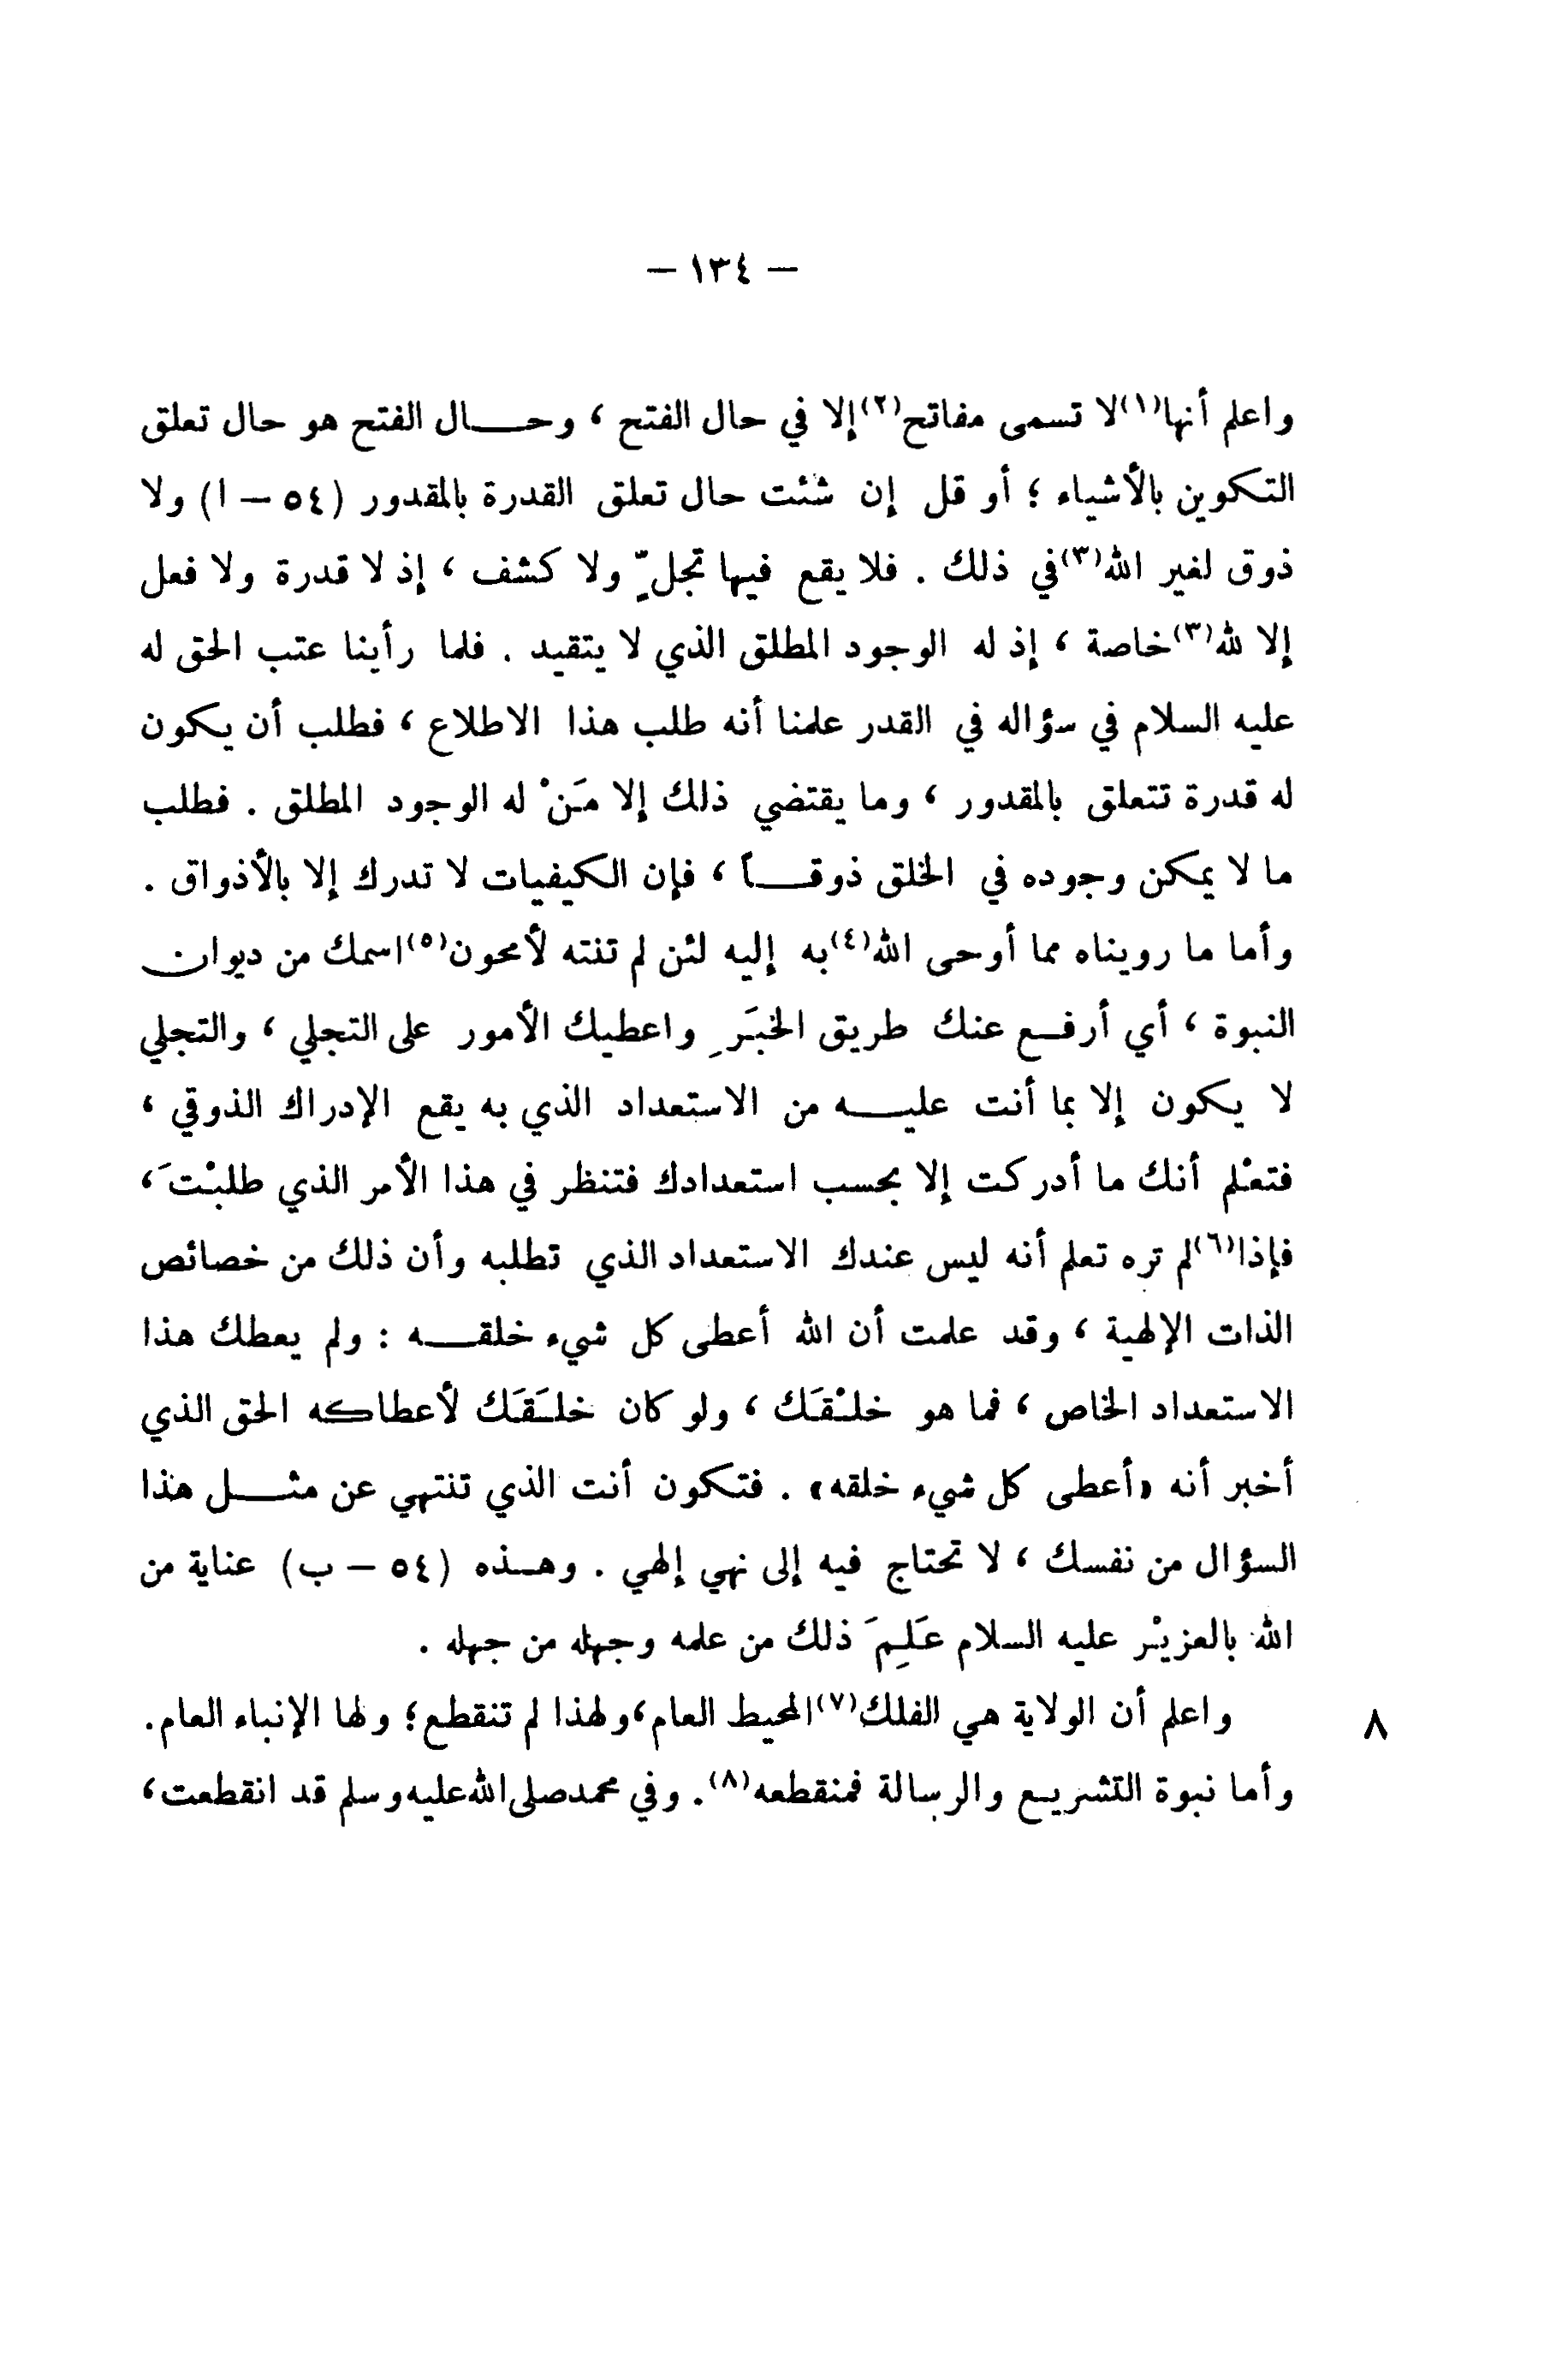 — ١٣٤ —
واعلم أنها(١) لا تسمى مفاتح(٢) إلا في حال الفتح ، وحــال الفتح هو حال تعلق
التكوين بالأشياء ؛ أو قل إن شئت حال تعلق القدرة بالمقدور (٥٤ – ا) ولا
ذوق لغير الله(٣) في ذلك . فلا يقع فيها تجلٍّ ولا كشف ، إذ لا قدرة ولا فعل
إلا لله(٣) خاصة ، إذ له الوجود المطلق الذي لا يتقيد . فلما رأينا عتب الحق له
عليه السلام في سؤاله في القدر علمنا أنه طلب هذا الاطلاع ، فطلب أن يكون
له قدرة تتعلق بالمقدور ، وما يقتضي ذلك إلا مَنْ له الوجود المطلق . فطلب
ما لا يمكن وجوده في الخلق ذوقــاً ، فإن الكيفيات لا تدرك إلا بالأذواق .
وأما ما رويناه مما أوحى الله(٤) به إليه لئن لم تنته لأمحون(٥) اسمك من ديوان
النبوة ، أي أرفــع عنك طريق الخبَرِ واعطيك الأمور على التجلي ، والتجلي
لا يكون إلا بما أنت عليــه من الاستعداد الذي به يقع الإدراك الذوقي ،
فتعْلم أنك ما أدركت إلا بحسب استعدادك فتنظر في هذا الأمر الذي طلبْتَ ،
فإذا(٦) لم تره تعلم أنه ليس عندك الاستعداد الذي تطلبه وأن ذلك من خصائص
الذات الإلهية ، وقد علمت أن الله أعطى كل شيء خلقــه : ولم يعطك هذا
الاستعداد الخاص ، فما هو خلْقَك ، ولو كان خلَقَك لأعطاكه الحق الذي
أخبر أنه «أعطى كل شيء خلقه» . فتكون أنت الذي تنتهي عن مثــل هذا
السؤال من نفسك ، لا تحتاج فيه إلى نهي إلهي . وهــذه (٥٤ – ب) عناية من
الله بالعزيْر عليه السلام عَلِمَ ذلك من علمه وجهله من جهله .
٨ واعلم أن الولاية هي الفلك(٧) المحيط العام، ولهذا لم تنقطع؛ ولها الإنباء العام.
وأما نبوة التشريــع والرسالة فمنقطعه(٨). وفي محمد صلى الله عليه وسلم قد انقطعت،